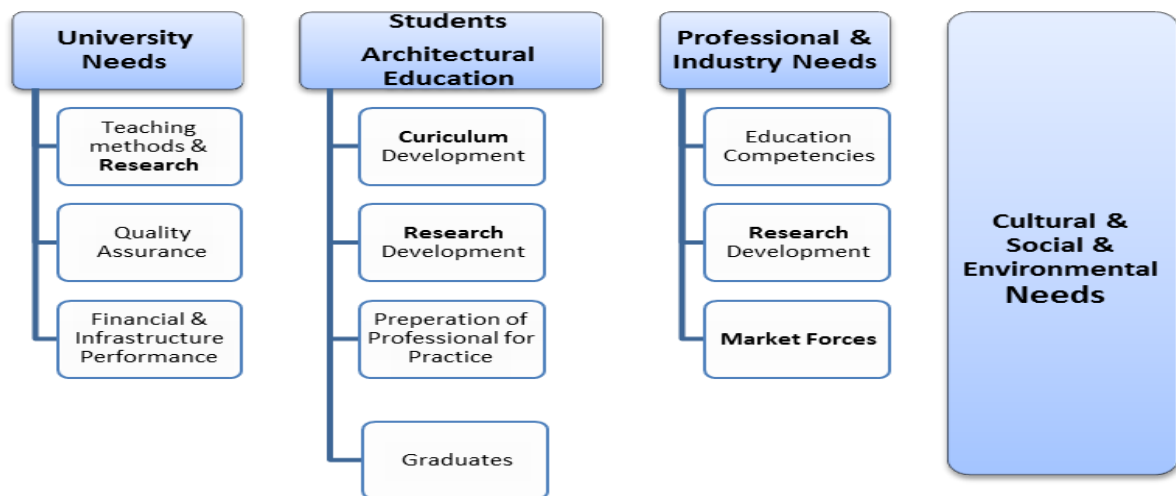 University
Needs
Teaching
methods &
Research
Quality
Assurance
Financial &
Infrastructure
Performance
Students
Architectural
Education
Curiculum
Development
Research
Development
Preperation of
Professional for
Practice
Graduates
Professional &
Industry Needs
Education
Competencies
Research
Development
Market Forces
Cultural &
Social &
Environmental
Needs